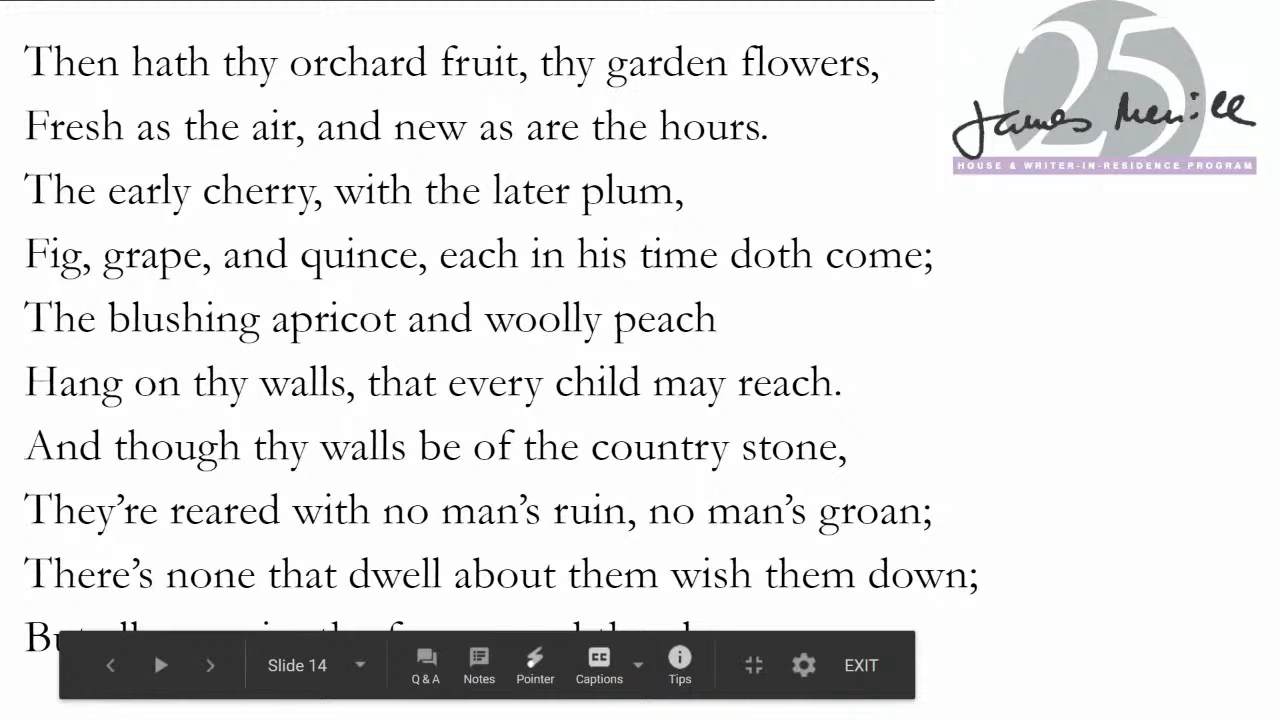 Then hath thy orchard fruit, thy garden flowers,
Fresh as the air, and new as are the hours.
The early cherry, with the later plum,
Fig, grape, and quince, each in his time doth come;
The blushing apricot and woolly peach
Hang on thy walls, that every child may reach.
And though thy walls be of the country stone,
They’re reared with no man’s ruin, no man’s groan;
There’s none that dwell about them wish them down;
25
James Merrill
HOUSE & WRITER-IN-RESIDENCE PROGRAM
Slide 14
Q & A
Notes
Pointer
CC
Captions
Tips
EXIT